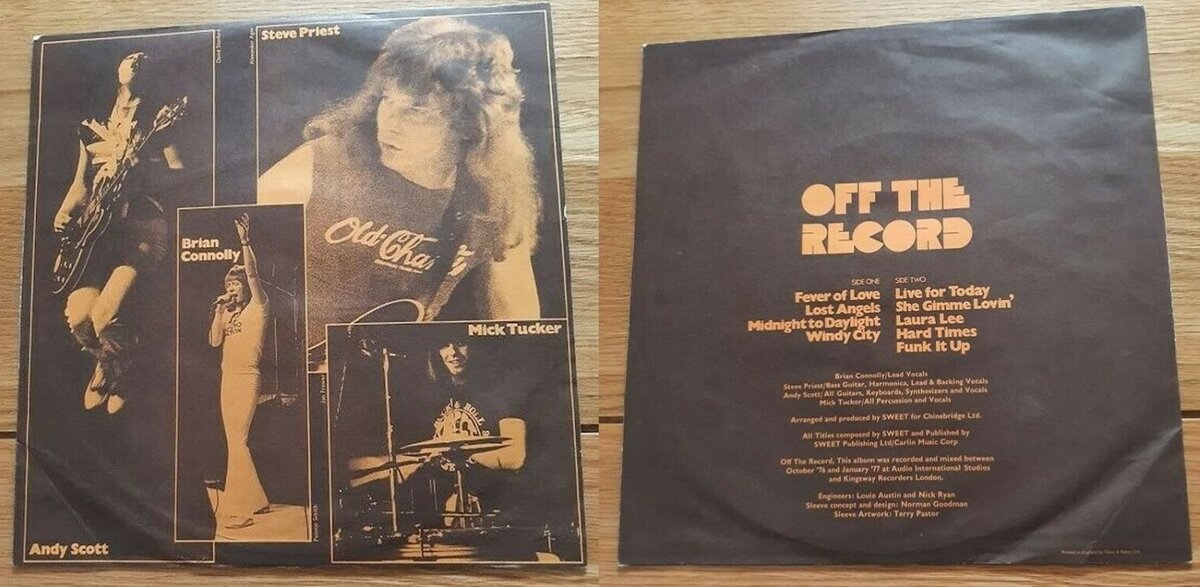 David Stanford
Steve Priest
Old Cha
Brian
Connolly
Mick Tucker
Andy Scott
OFF THE
RECORD
SIDE ONE
Fever of Love
Lost Angels
Midnight to Daylight
Windy City
SIDE TWO
Live for Today
She Gimme Lovin'
Laura Lee
Hard Times
Funk It Up
Brian Connolly/Lead Vocals
Steve Priest/Bass Guitar, Harmonica, Lead & Backing Vocals
Andy Scott/All Guitars, Keyboards, Synthesizers and Vocals
Mick Tucker/All Percussion and Vocals
Arranged and produced by SWEET for Chinebridge Ltd.
All Titles composed by SWEET and Published by
SWEET Publishing Ltd/Carlin Music Corp
Off The Record, This album was recorded and mixed between
October '76 and January '77 at Audio International Studios
and Kingsway Recorders London.
Engineers: Louie Austin and Nick Ryan
Sleeve concept and design: Norman Goodman
Sleeve Artwork: Terry Pastor